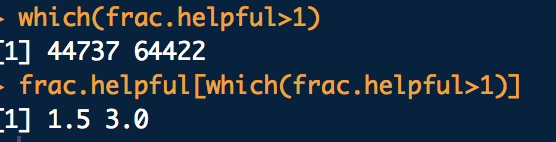 > which(frac.helpful>1)
[1] 44737 64422
> frac.helpful[which(frac.helpful>1)]
[1] 1.5 3.0